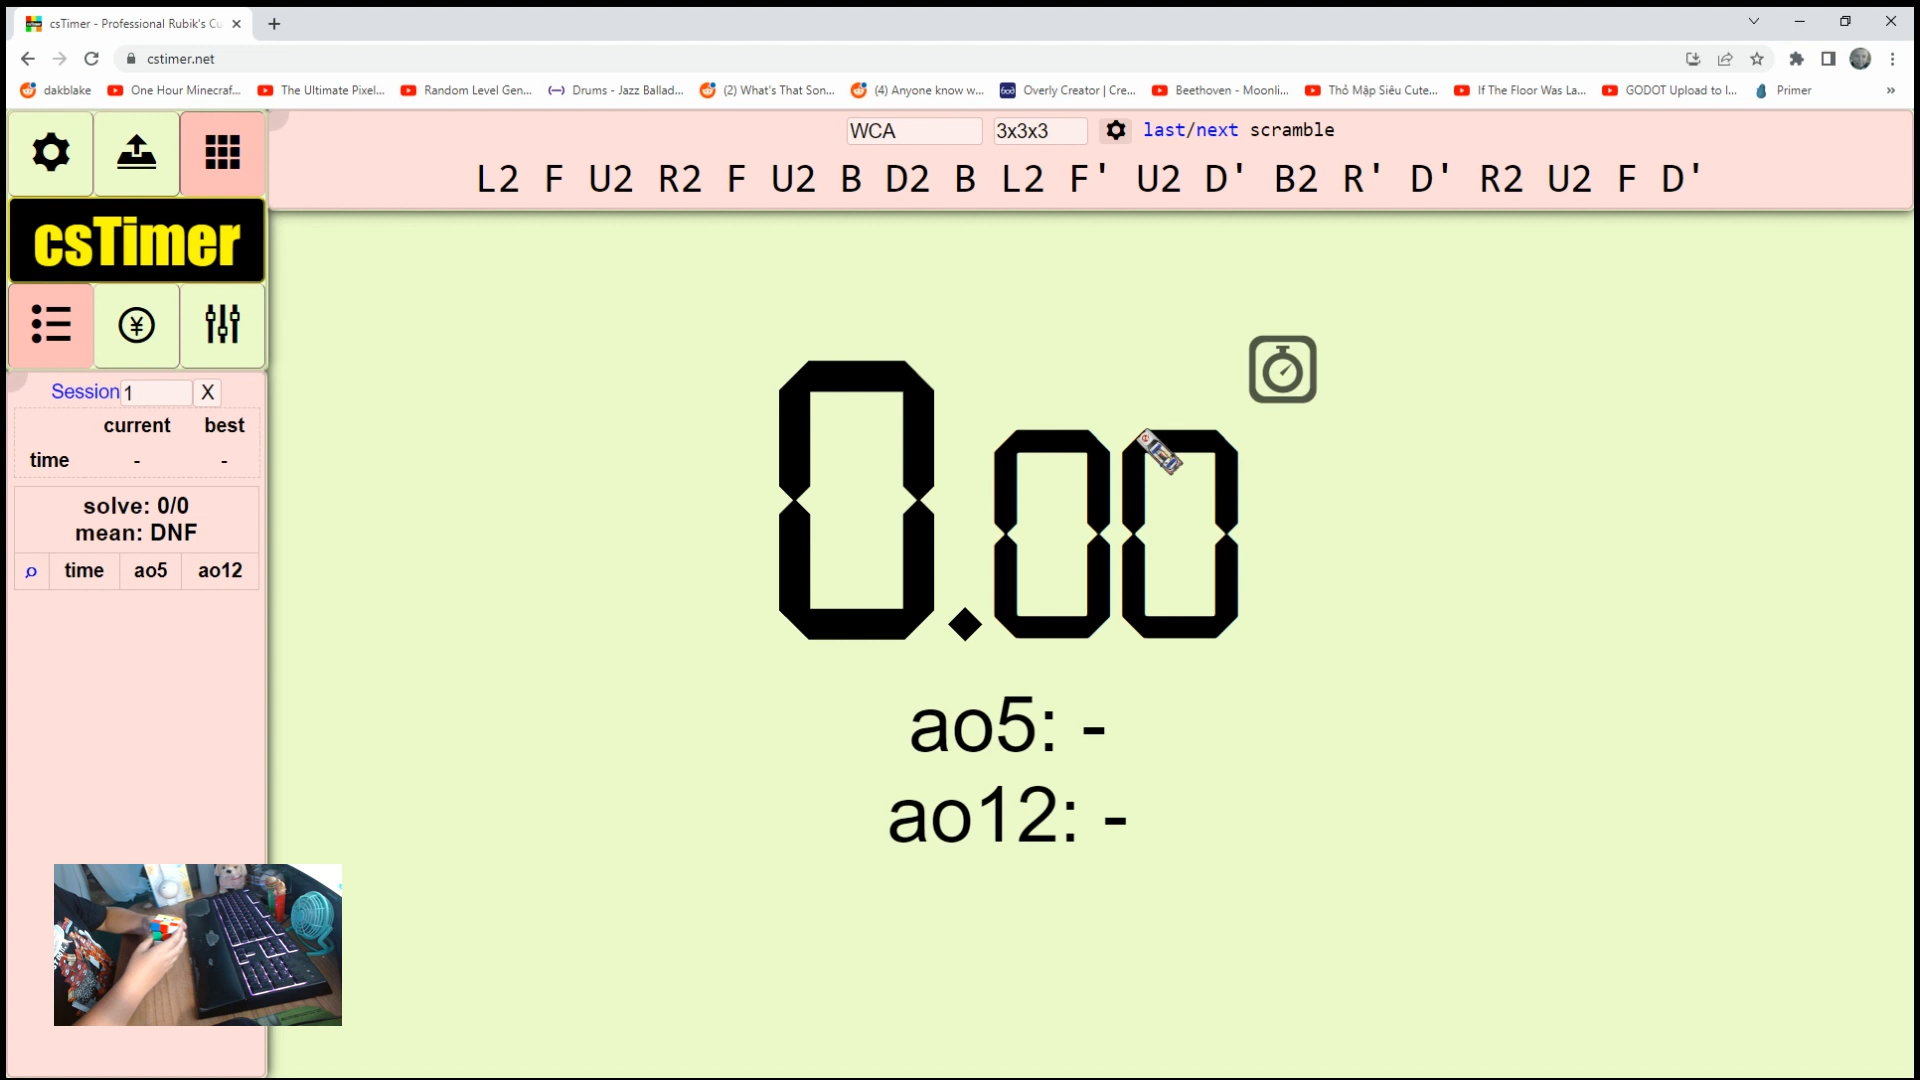 csTimer - Professional Rubik's Cu
cstimer.net
dakblake
One Hour Minecraf...
The Ultimate Pixel...
Random Level Gen...
Drums - Jazz Ballad...
(2) What's That Son...
(4) Anyone know w...
Overly Creator | Cre...
Beethoven - Moonli...
Thỏ Mập Siêu Cute...
If The Floor Was La...
GODOT Upload to I...
Primer
»
WCA 3x3x3 last/next scramble
L2 F U2 R2 F U2 B D2 B L2 F' U2 D' B2 R' D' R2 U2 F D'
csTimer
Session 1 X
current best
time - -
solve: 0/0
mean: DNF
time ao5 ao12
0.00
ao5: -
ao12: -